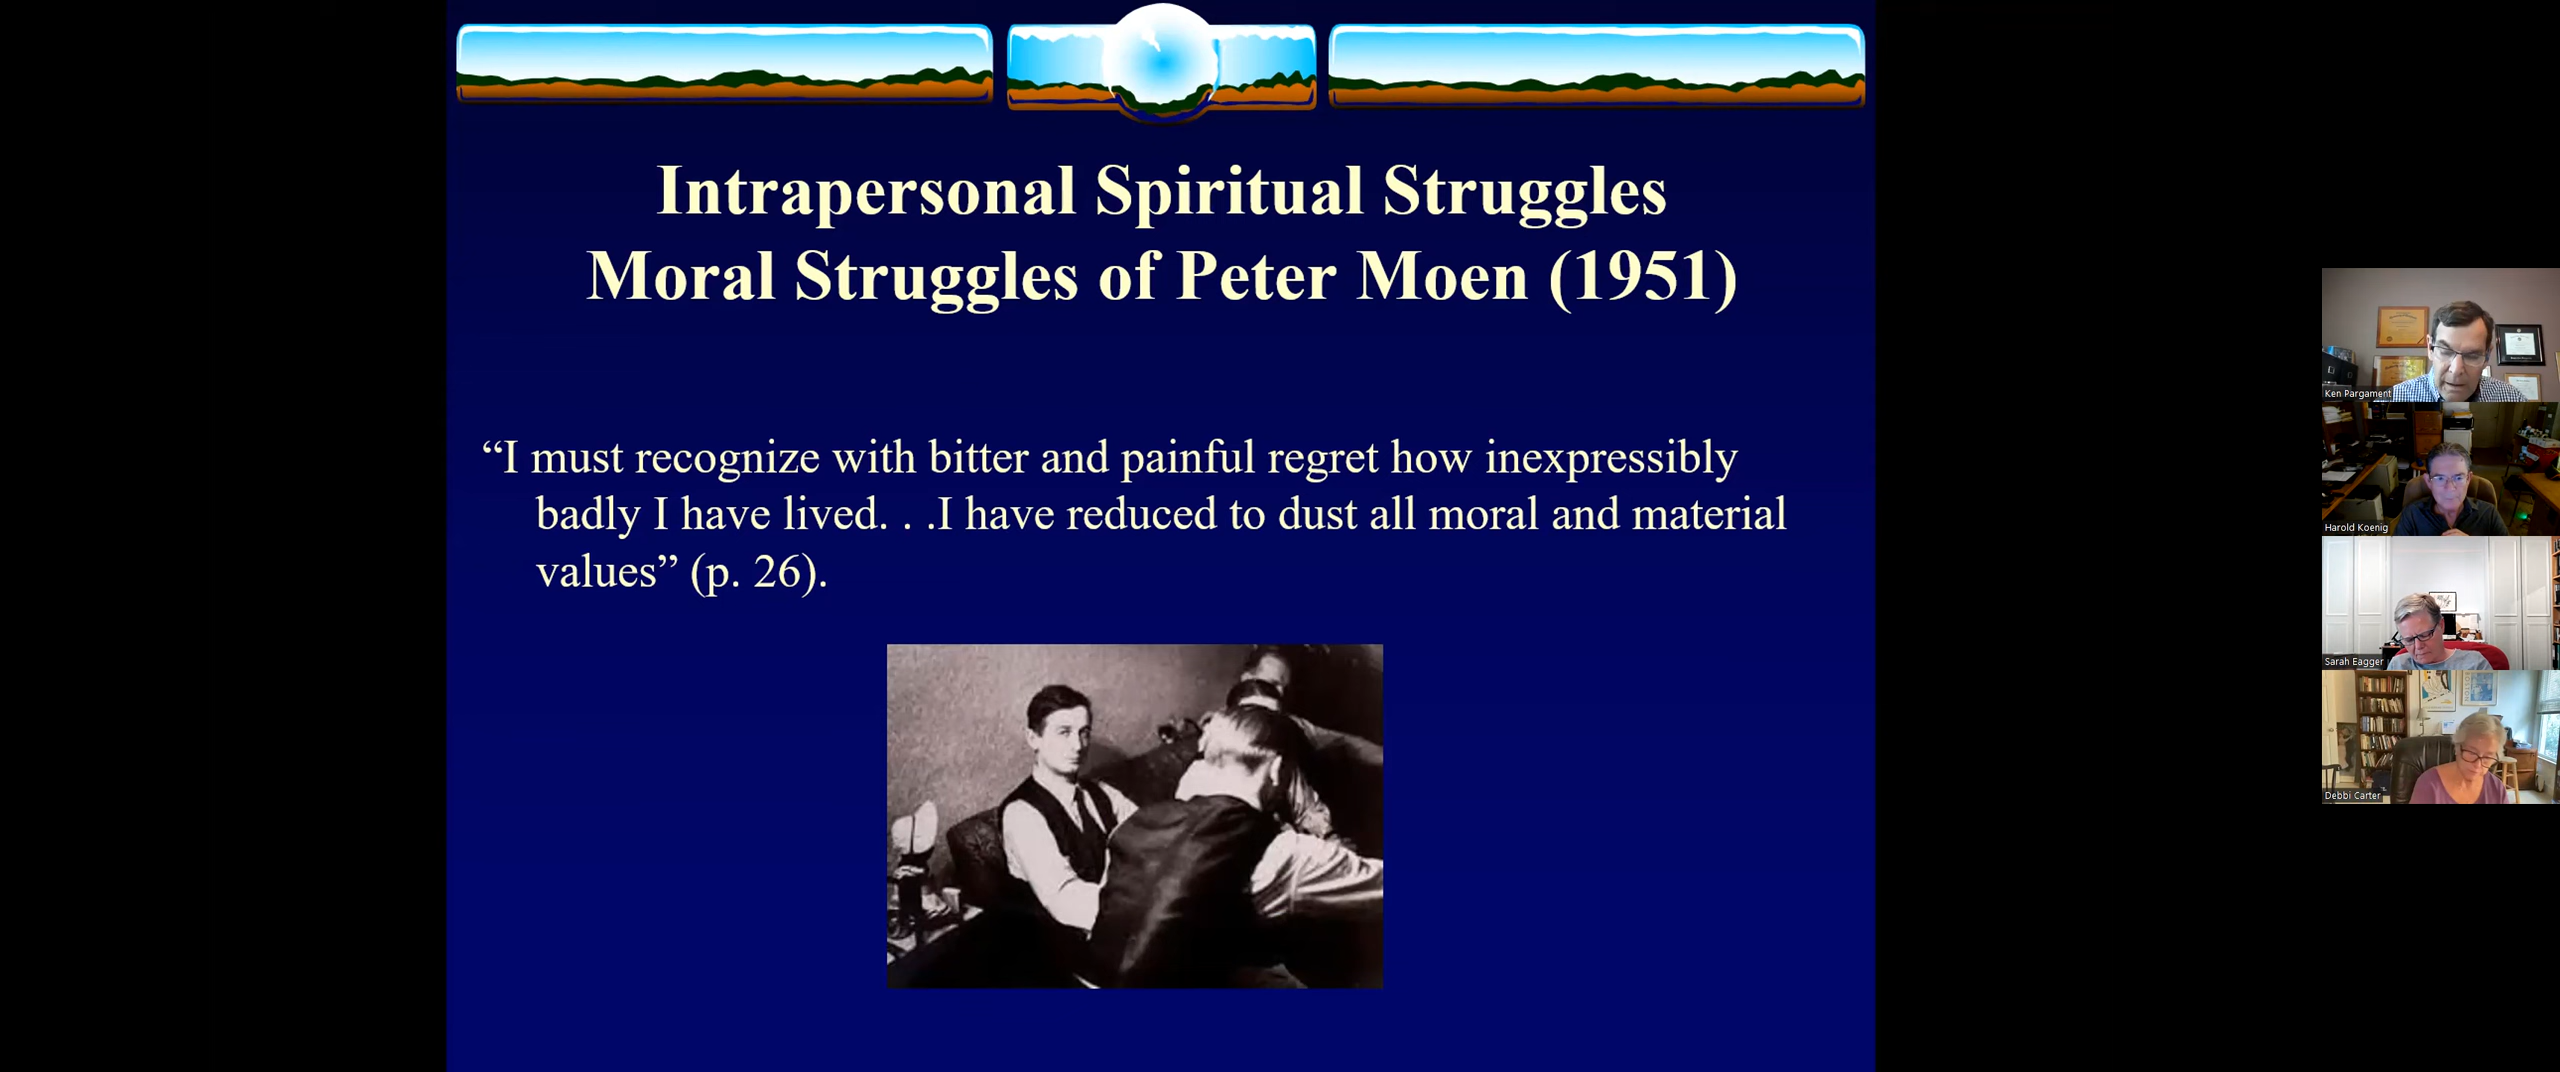 Intrapersonal Spiritual Struggles
Moral Struggles of Peter Moen (1951)
“I must recognize with bitter and painful regret how inexpressibly
badly I have lived. . .I have reduced to dust all moral and material
values” (p. 26).
Ken Pargament
Harold Koenig
Sarah Eagger
Debbi Carter